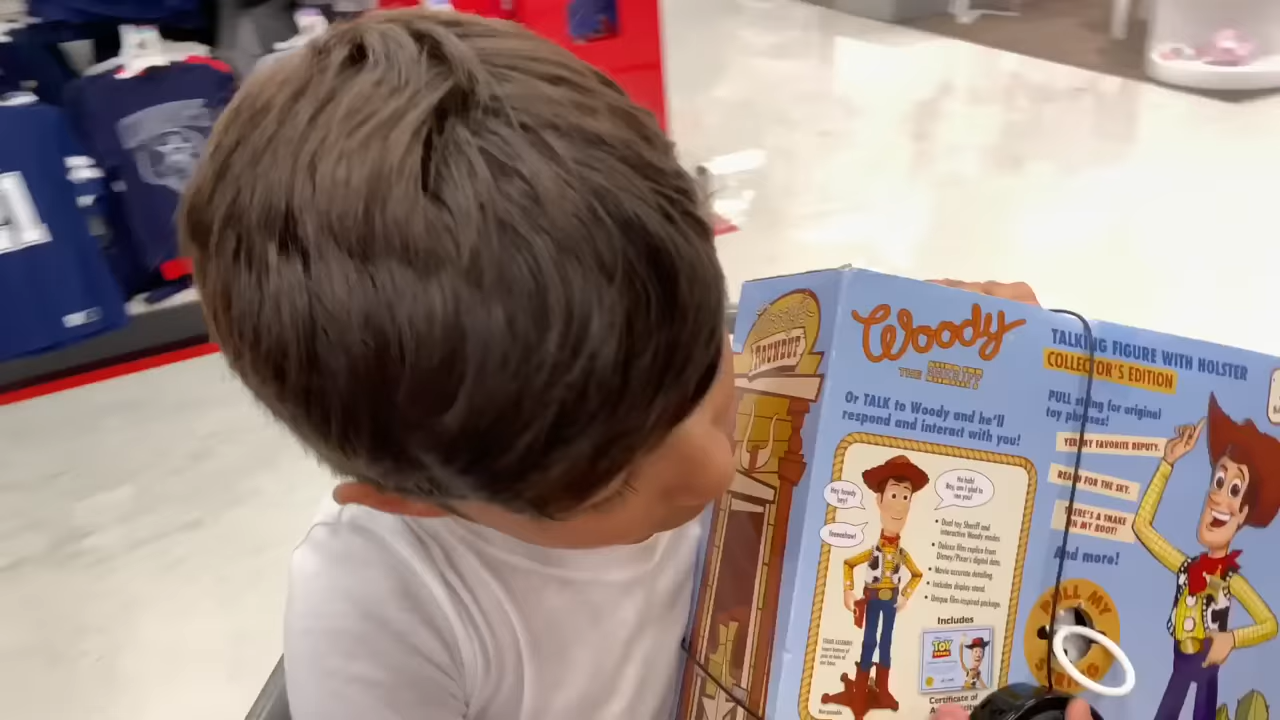 ROUNDUP
Woody
THE SHERIFF
Or TALK to Woody and he'll
respond and interact with you!
Hey howdy
hey!
Ha hah!
Boy, am I glad to
see you!
Yeeeeehaw!
• Dual toy Sheriff and
interactive Woody modes
• Deluxe film replica from
Disney/Pixar's digital data.
• Movie accurate detailing.
• Includes display stand.
• Unique film-inspired package.
Includes
TOY
STORY
Certificate of
TALKING FIGURE WITH HOLSTER
COLLECTOR'S EDITION
PULL string for original
toy phrases!
YER MY FAVORITE DEPUTY.
REACH FOR THE SKY.
THERE'S A SNAKE
IN MY BOOT!
And more!
PULL MY